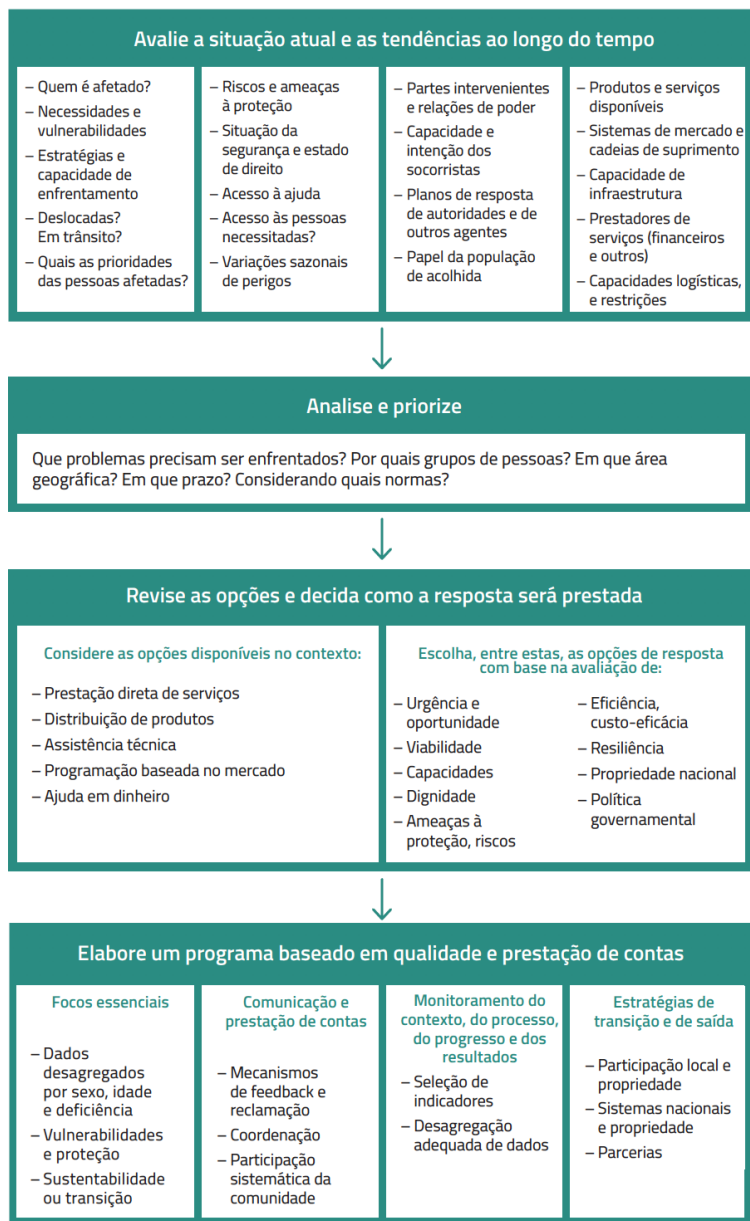 Avalie a situação atual e as tendências ao longo do tempo
– Quem é afetado?
– Necessidades e
vulnerabilidades
– Estratégias e
capacidade de
enfrentamento
– Deslocadas?
Em trânsito?
– Quais as prioridades
das pessoas afetadas?
– Riscos e ameaças
à proteção
– Situação da
segurança e estado
de direito
– Acesso à ajuda
– Acesso às pessoas
necessitadas?
– Variações sazonais
de perigos
– Partes intervenientes
e relações de poder
– Capacidade e
intenção dos
socorristas
– Planos de resposta
de autoridades e de
outros agentes
– Papel da população
de acolhida
– Produtos e serviços
disponíveis
– Sistemas de mercado e
cadeias de suprimento
– Capacidade de
infraestrutura
– Prestadores de
serviços (financeiros
e outros)
– Capacidades logísticas,
e restrições
Analise e priorize
Que problemas precisam ser enfrentados? Por quais grupos de pessoas? Em que área
geográfica? Em que prazo? Considerando quais normas?
Revise as opções e decida como a resposta será prestada
Considere as opções disponíveis no contexto:
– Prestação direta de serviços
– Distribuição de produtos
– Assistência técnica
– Programação baseada no mercado
– Ajuda em dinheiro
Escolha, entre estas, as opções de resposta
com base na avaliação de:
– Urgência e
oportunidade
– Viabilidade
– Capacidades
– Dignidade
– Ameaças à
proteção, riscos
– Eficiência,
custo-eficácia
– Resiliência
– Propriedade nacional
– Política
governamental
Elabore um programa baseado em qualidade e prestação de contas
Focos essenciais
– Dados
desagregados
por sexo, idade
e deficiência
– Vulnerabilidades
e proteção
– Sustentabilidade
ou transição
Comunicação e
prestação de contas
– Mecanismos
de feedback e
reclamação
– Coordenação
– Participação
sistemática da
comunidade
Monitoramento do
contexto, do processo,
do progresso e dos
resultados
– Seleção de
indicadores
– Desagregação
adequada de dados
Estratégias de
transição e de saída
– Participação local e
propriedade
– Sistemas nacionais
e propriedade
– Parcerias